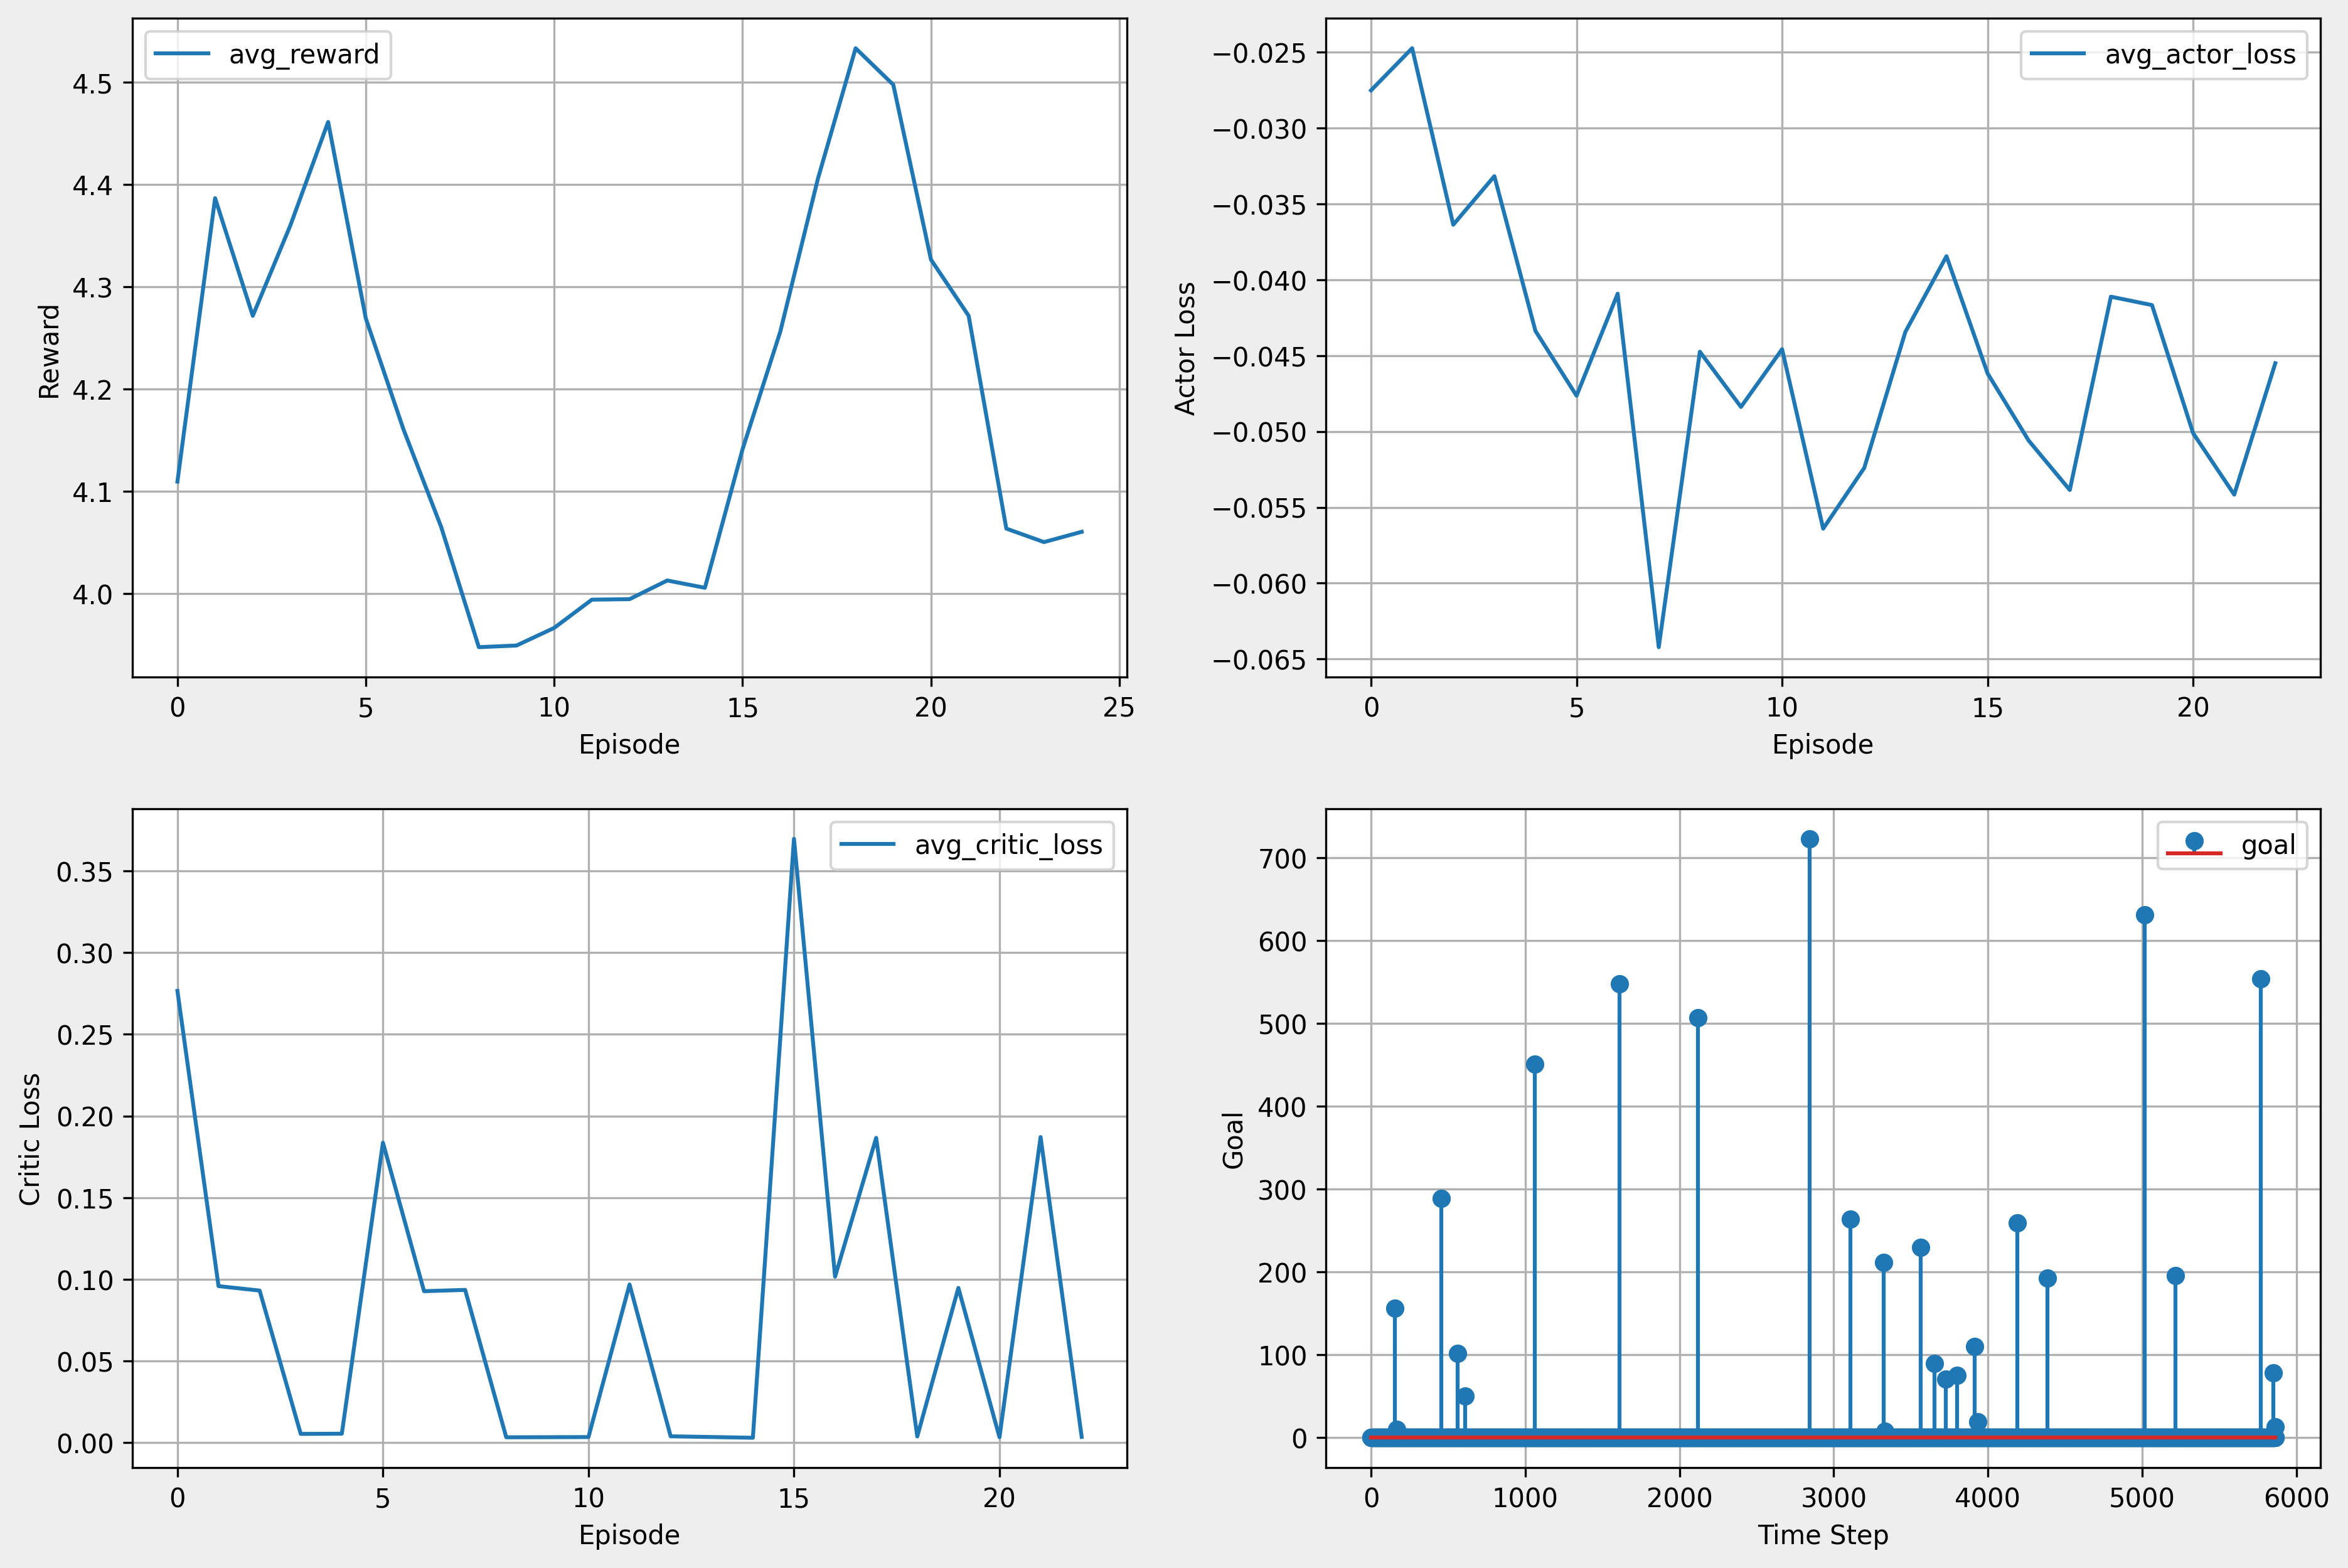 avg_reward
4.5
4.4
4.3
4.2
4.1
4.0
Reward
0 5 10 15 20 25
Episode
avg_actor_loss
−0.025
−0.030
−0.035
−0.040
−0.045
−0.050
−0.055
−0.060
−0.065
Actor Loss
0 5 10 15 20
Episode
avg_critic_loss
0.35
0.30
0.25
0.20
0.15
0.10
0.05
0.00
Critic Loss
0 5 10 15 20
Episode
goal
700
600
500
400
300
200
100
0
Goal
0 1000 2000 3000 4000 5000 6000
Time Step